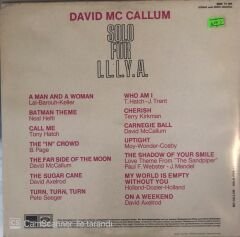 DAVID MC CALLUM
SOLO
FOR
I.L.L.Y.A.
A MAN AND A WOMAN
Lai-Barouh-Keller
BATMAN THEME
Neal Hefti
CALL ME
Tony Hatch
THE "IN" CROWD
B. Page
THE FAR SIDE OF THE MOON
David McCallum
THE SUGAR CANE
David Axelrod
TURN, TURN, TURN
Pete Seeger
WHO AM I
T. Hatch - J. Trent
CHERISH
Terry Kirkman
CARNEGIE BALL
David McCallum
UPTIGHT
Moy-Wonder-Cosby
THE SHADOW OF YOUR SMILE
Love Theme From "The Sandpiper"
Paul F. Webster - J. Mandel
MY WORLD IS EMPTY
WITHOUT YOU
Holland-Dozier-Holland
ON A WEEKEND
David Axelrod
CS CamScanner ile tarandı